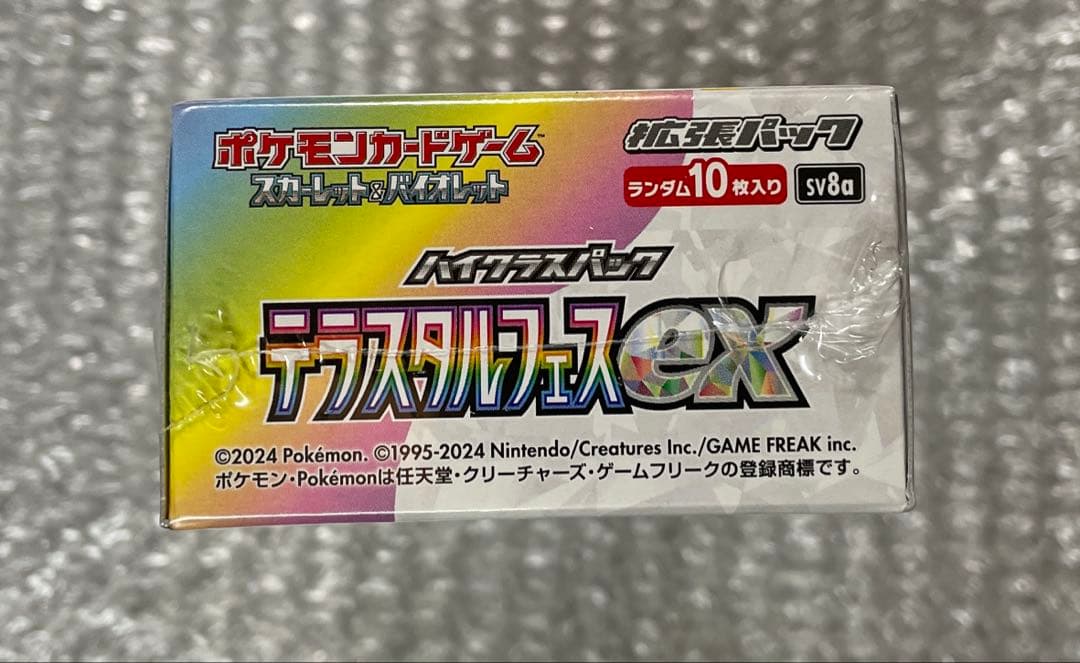 ポケモンカードゲーム™
スカーレット&バイオレット
拡張パック
ランダム10枚入り SV8a
ハイクラスパック
テラスタルフェスex
©2024 Pokémon. ©1995-2024 Nintendo/Creatures Inc./GAME FREAK inc.
ポケモン・Pokémonは任天堂・クリーチャーズ・ゲームフリークの登録商標です。